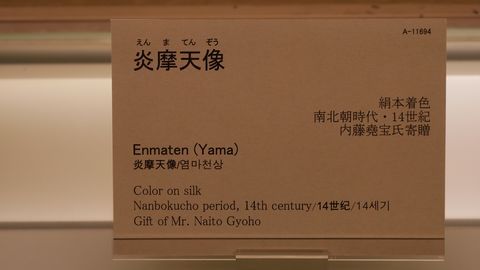 A-11694
えん ま てん ぞう
炎摩天像
絹本着色
南北朝時代・14世紀
内藤堯宝氏寄贈
Enmaten (Yama)
炎摩天像/염마천상
Color on silk
Nanbokucho period, 14th century/14世纪/14세기
Gift of Mr. Naito Gyoho